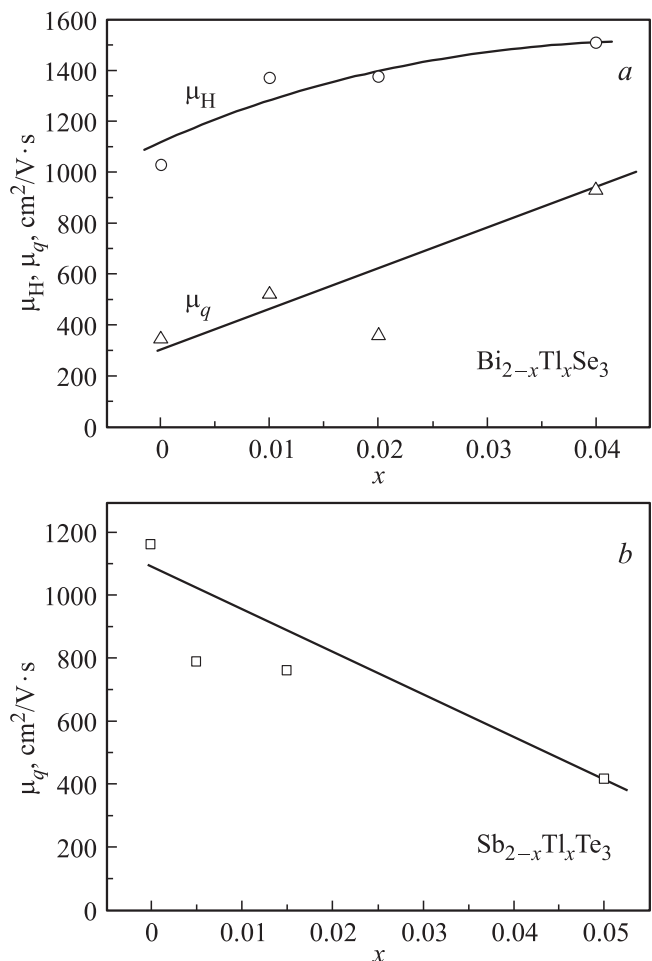 1600
1400
1200
1000
800
600
400
200
0
μH, μq, cm²/V·s
a
μH
μq
Bi2−xTlxSe3
0 0.01 0.02 0.03 0.04
x
1200
1000
800
600
400
200
0
μq, cm²/V·s
b
Sb2−xTlxTe3
0 0.01 0.02 0.03 0.04 0.05
x